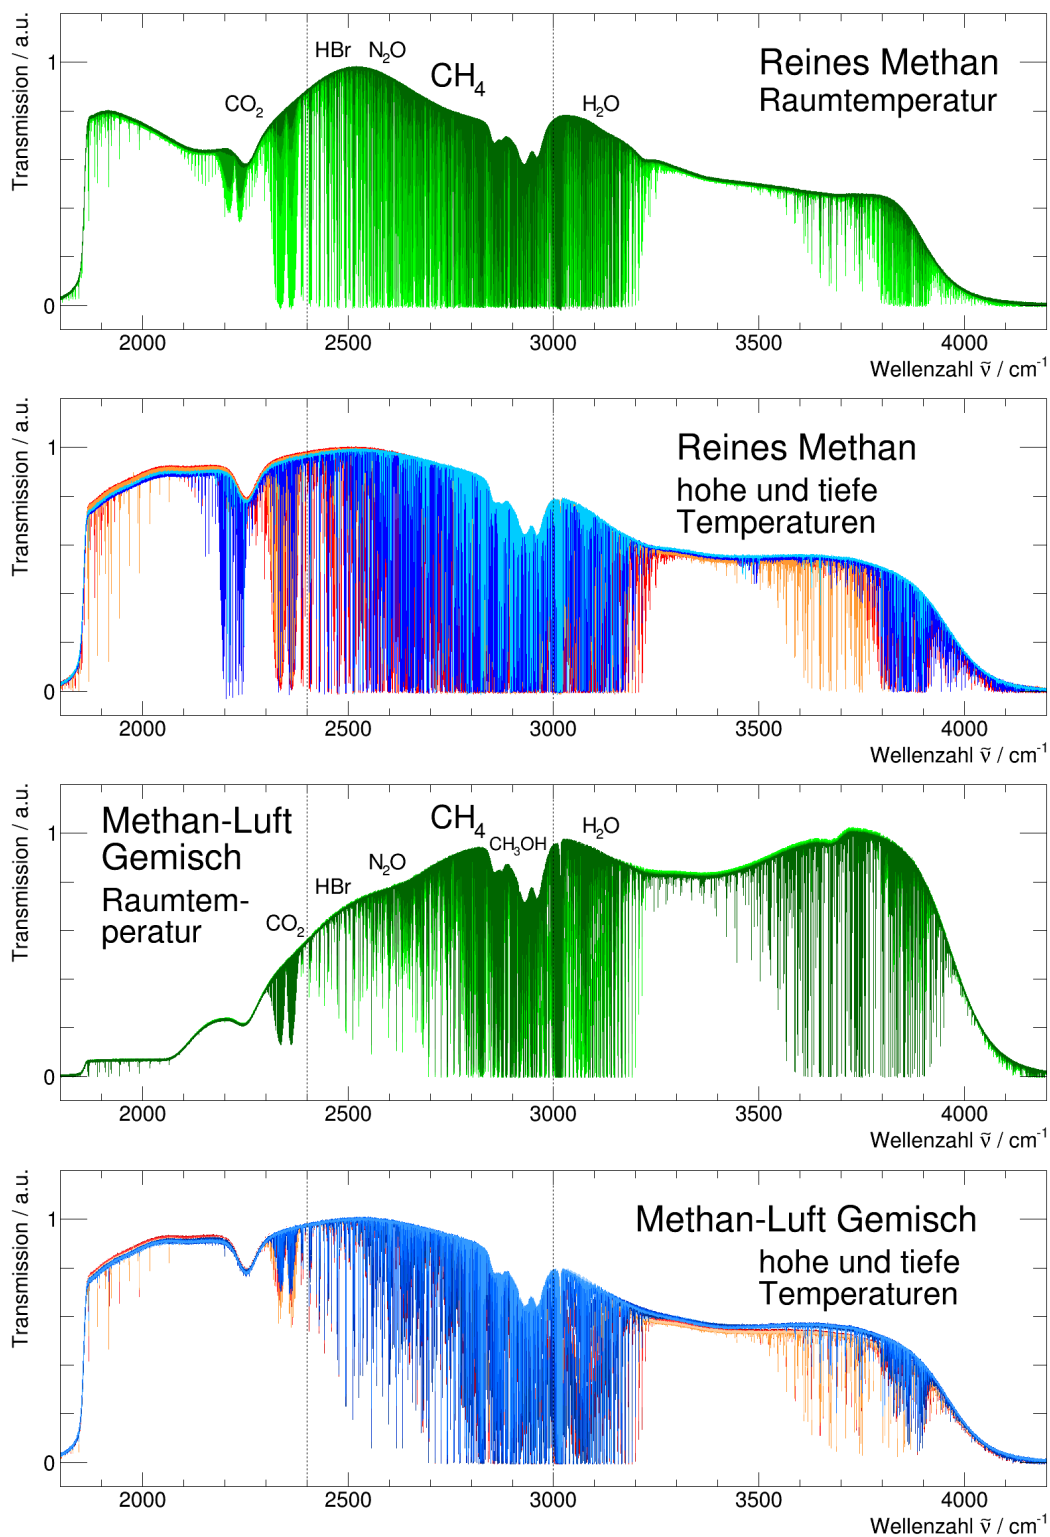 Transmission / a.u.
1
0
HBr N₂O
CH₄
CO₂
H₂O
Reines Methan
Raumtemperatur
2000 2500 3000 3500 4000
Wellenzahl ṽ / cm⁻¹
Transmission / a.u.
1
0
Reines Methan
hohe und tiefe
Temperaturen
2000 2500 3000 3500 4000
Wellenzahl ṽ / cm⁻¹
Transmission / a.u.
1
0
Methan-Luft
Gemisch
Raumtem-
peratur
CH₄
H₂O
CH₃OH
N₂O
HBr
CO₂
2000 2500 3000 3500 4000
Wellenzahl ṽ / cm⁻¹
Transmission / a.u.
1
0
Methan-Luft Gemisch
hohe und tiefe
Temperaturen
2000 2500 3000 3500 4000
Wellenzahl ṽ / cm⁻¹